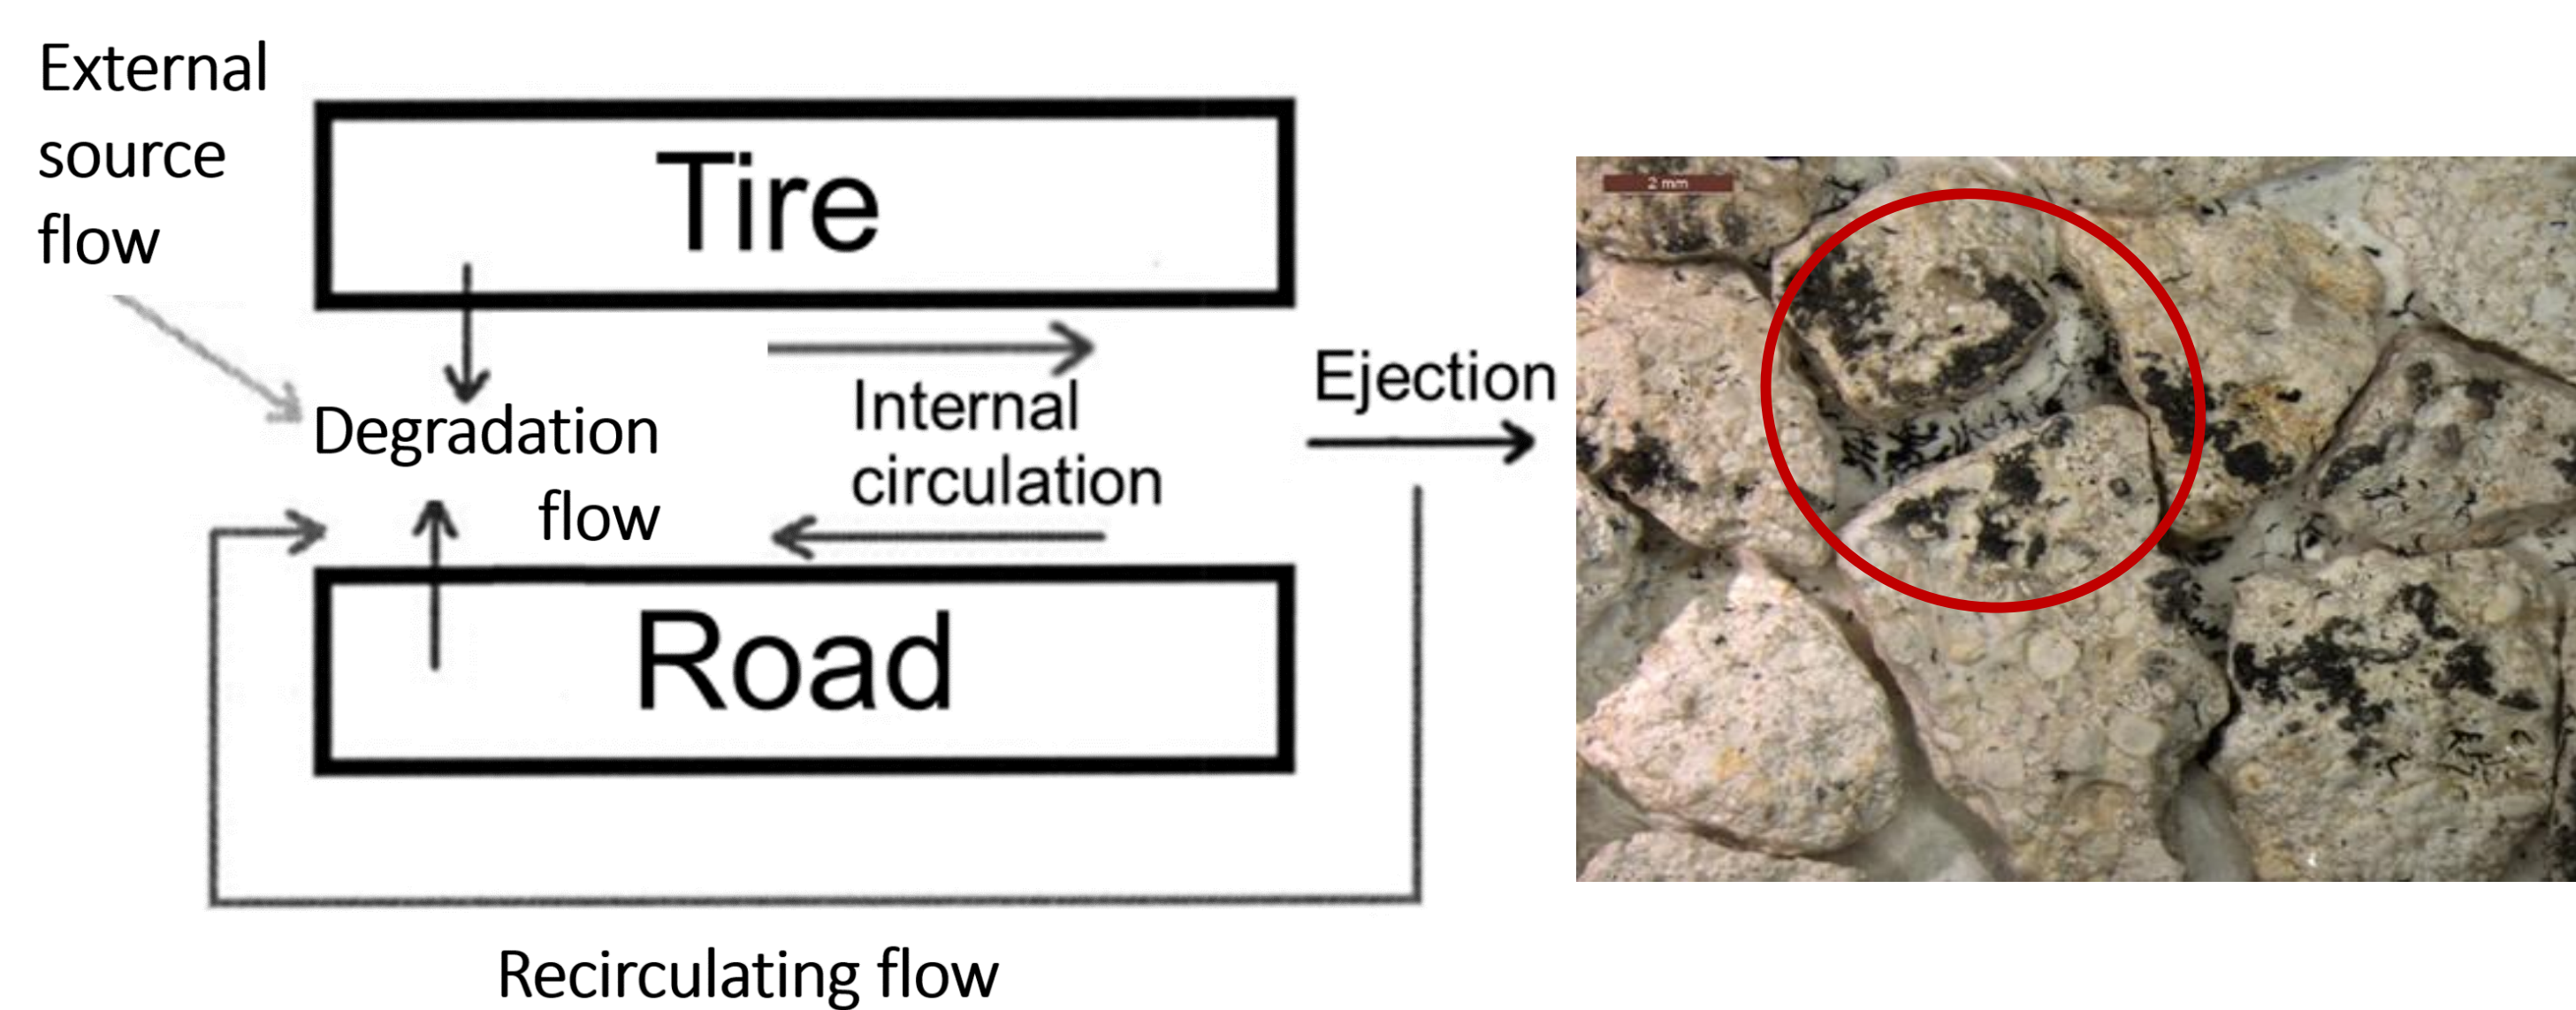 External
source
flow
Tire
Degradation
flow
Internal
circulation
Ejection
Road
Recirculating flow
2 mm